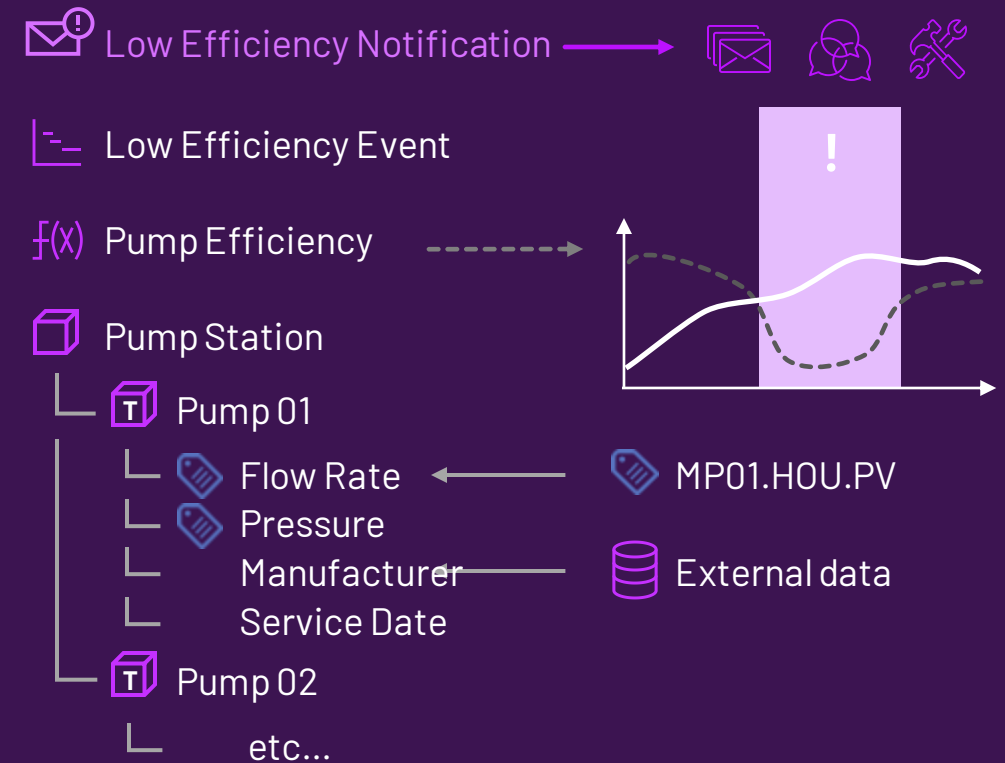 Low Efficiency Notification
Low Efficiency Event
!
f(x) Pump Efficiency
Pump Station
T Pump 01
Flow Rate
MP01.HOU.PV
Pressure
Manufacturer
External data
Service Date
T Pump 02
etc...